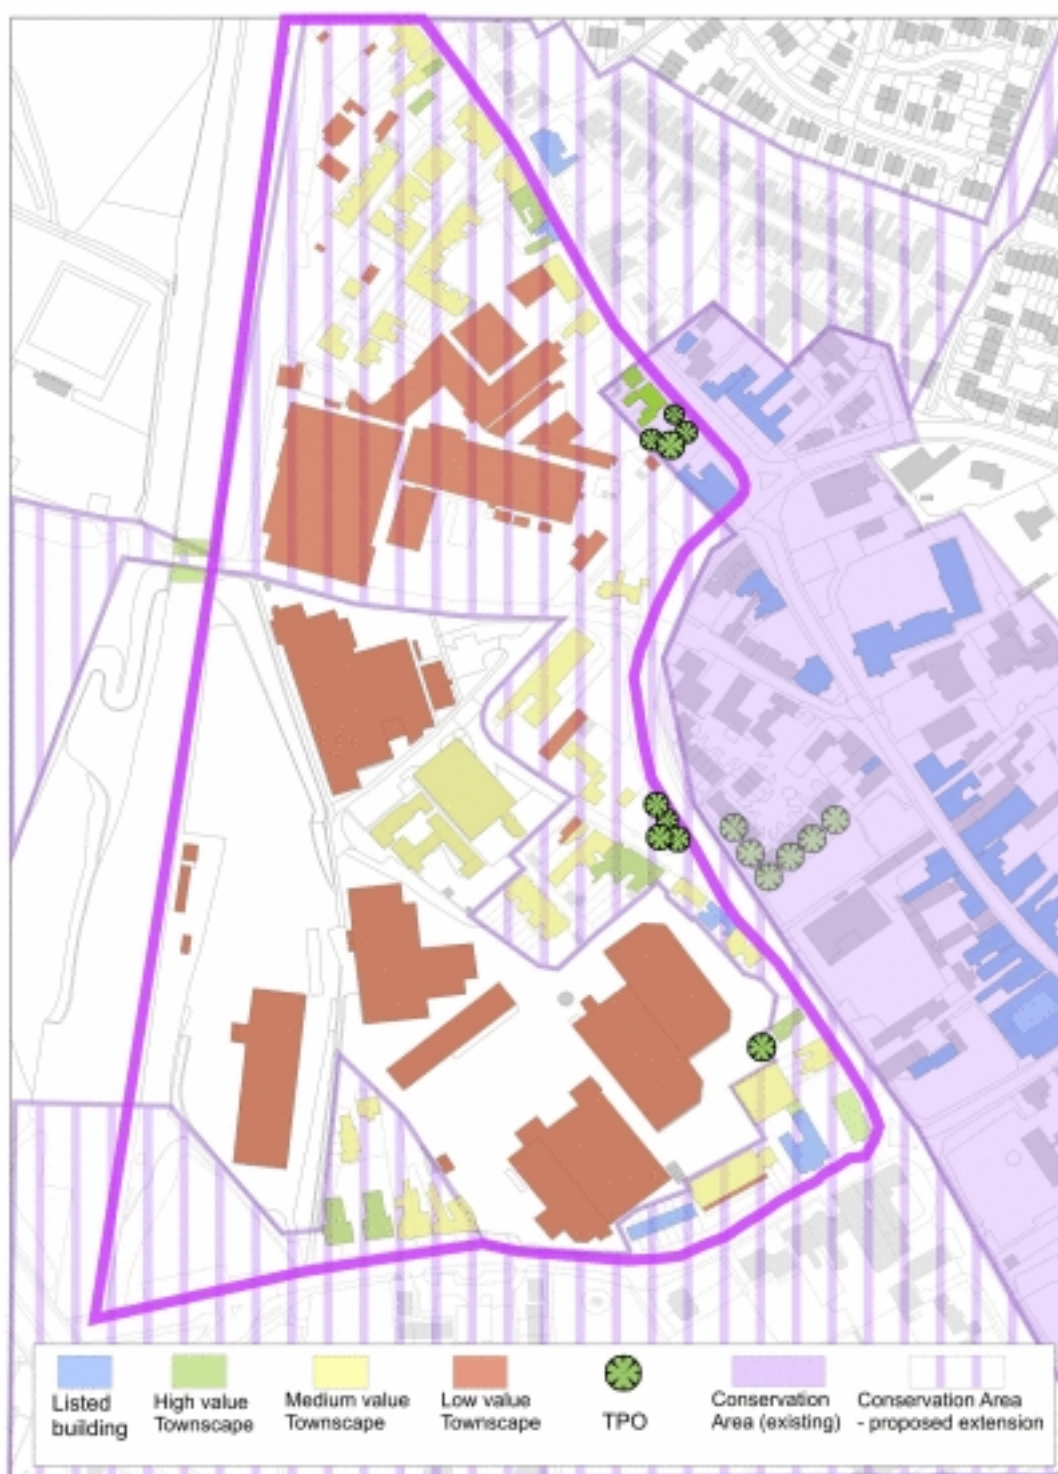 Listed
building
High value
Townscape
Medium value
Townscape
Low value
Townscape
TPO
Conservation
Area (existing)
Conservation Area
- proposed extension